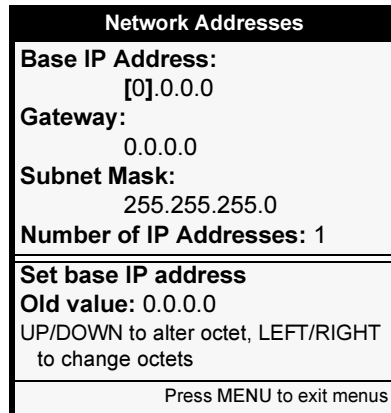 Network Addresses
Base IP Address:
[0].0.0.0
Gateway:
0.0.0.0
Subnet Mask:
255.255.255.0
Number of IP Addresses: 1
Set base IP address
Old value: 0.0.0.0
UP/DOWN to alter octet, LEFT/RIGHT
to change octets
Press MENU to exit menus